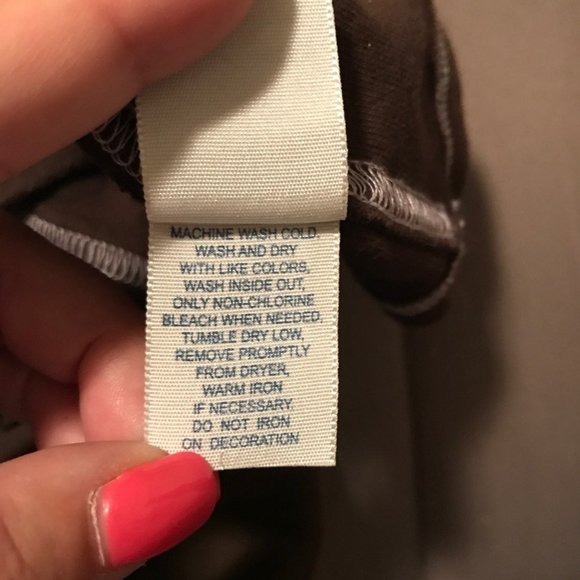 MACHINE WASH COLD.
WASH AND DRY
WITH LIKE COLORS,
WASH INSIDE OUT,
ONLY NON-CHLORINE
BLEACH WHEN NEEDED,
TUMBLE DRY LOW,
REMOVE PROMPTLY
FROM DRYER,
WARM IRON
IF NECESSARY,
DO NOT IRON
ON DECORATION